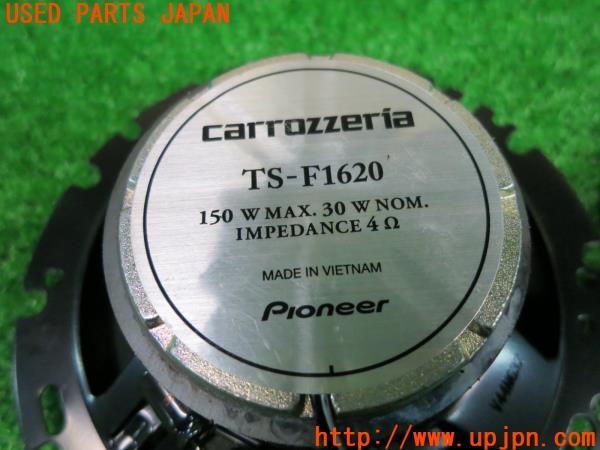 USED PARTS JAPAN
carrozzeria
TS-F1620
150 W MAX. 30 W NOM.
IMPEDANCE 4 Ω
MADE IN VIETNAM
Pioneer
http://www.upjpn.com